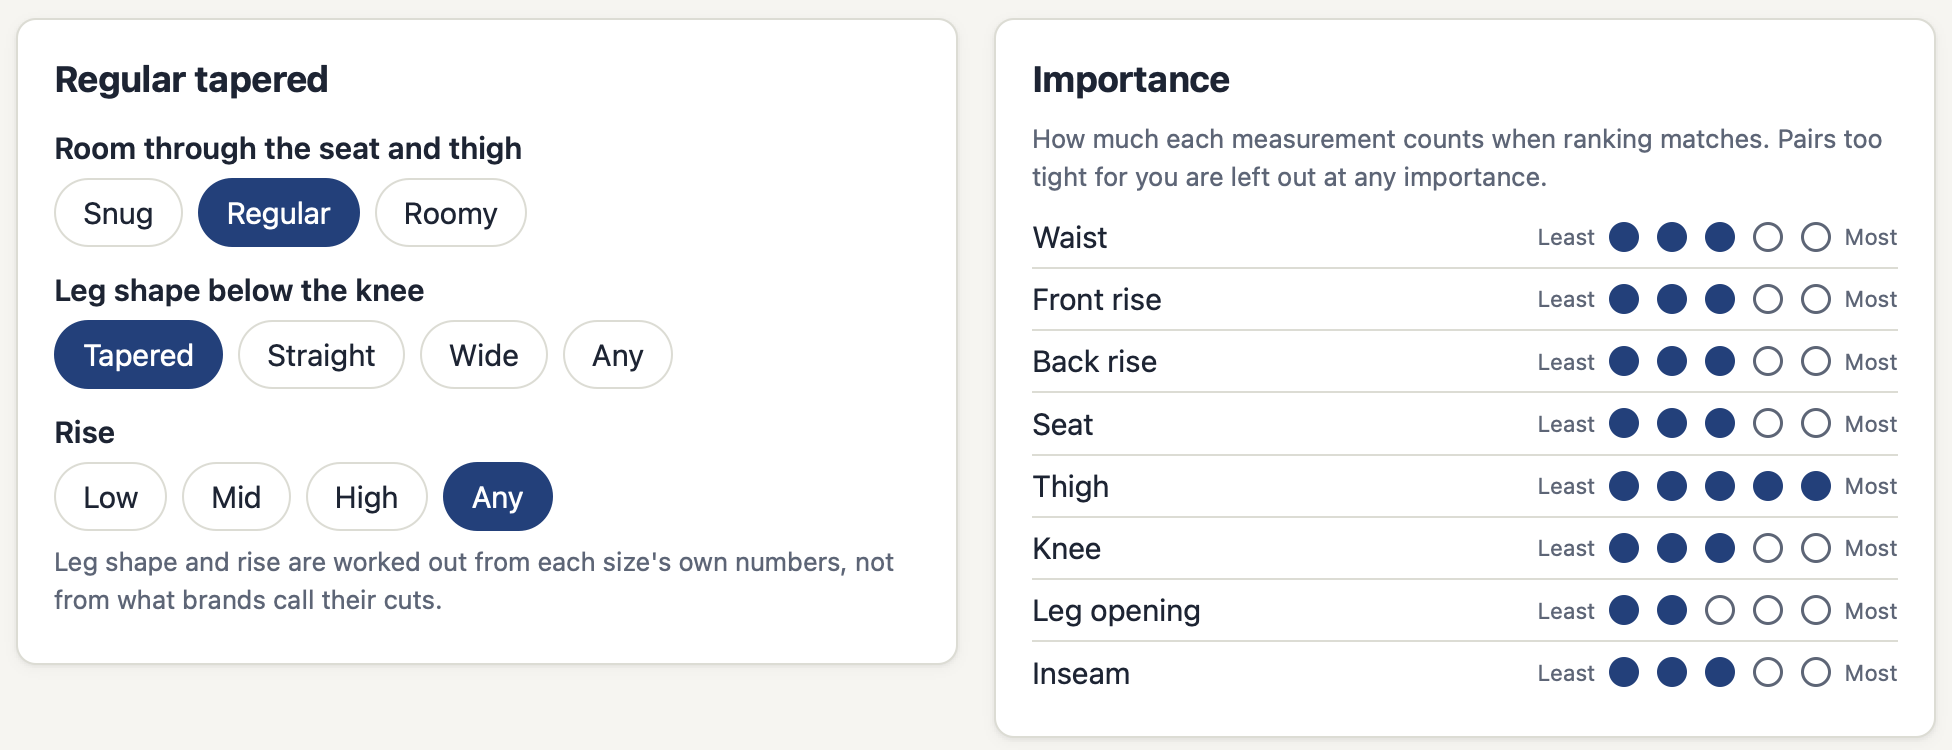 Regular tapered
Room through the seat and thigh
Snug Regular Roomy
Leg shape below the knee
Tapered Straight Wide Any
Rise
Low Mid High Any
Leg shape and rise are worked out from each size's own numbers, not
from what brands call their cuts.
Importance
How much each measurement counts when ranking matches. Pairs too
tight for you are left out at any importance.
Waist Least Most
Front rise Least Most
Back rise Least Most
Seat Least Most
Thigh Least Most
Knee Least Most
Leg opening Least Most
Inseam Least Most